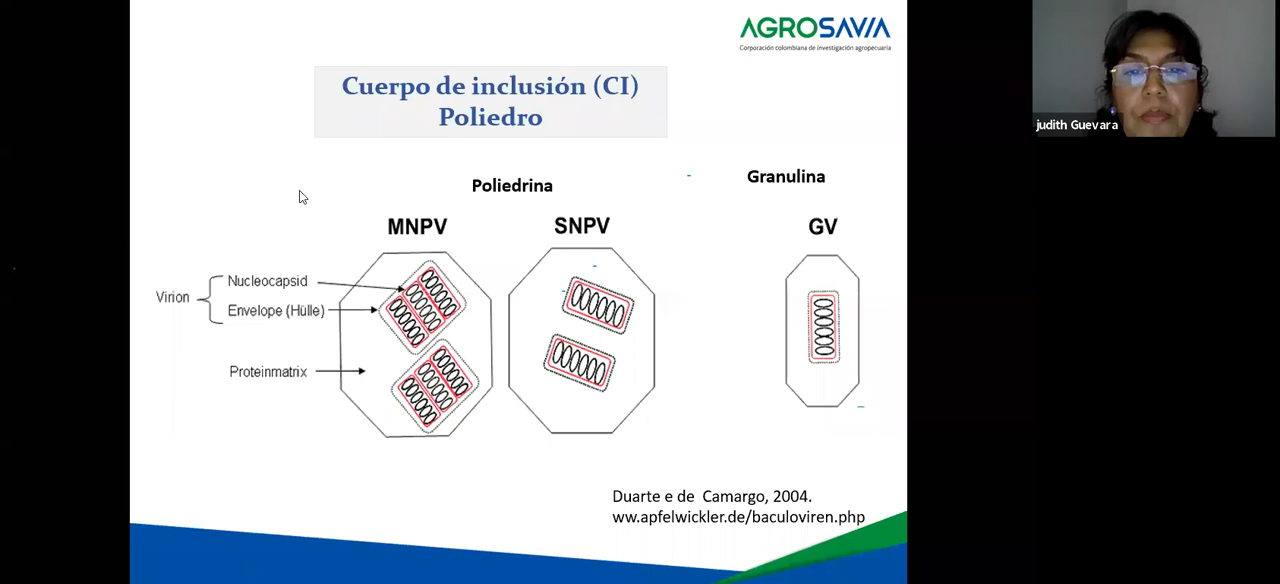 AGROSAVIA
Corporación colombiana de investigación agropecuaria
judith Guevara
Cuerpo de inclusión (CI)
Poliedro
Poliedrina
Granulina
MNPV
SNPV
GV
Virion
Nucleocapsid
Envelope (Hülle)
Proteinmatrix
Duarte e de Camargo, 2004.
ww.apfelwickler.de/baculoviren.php